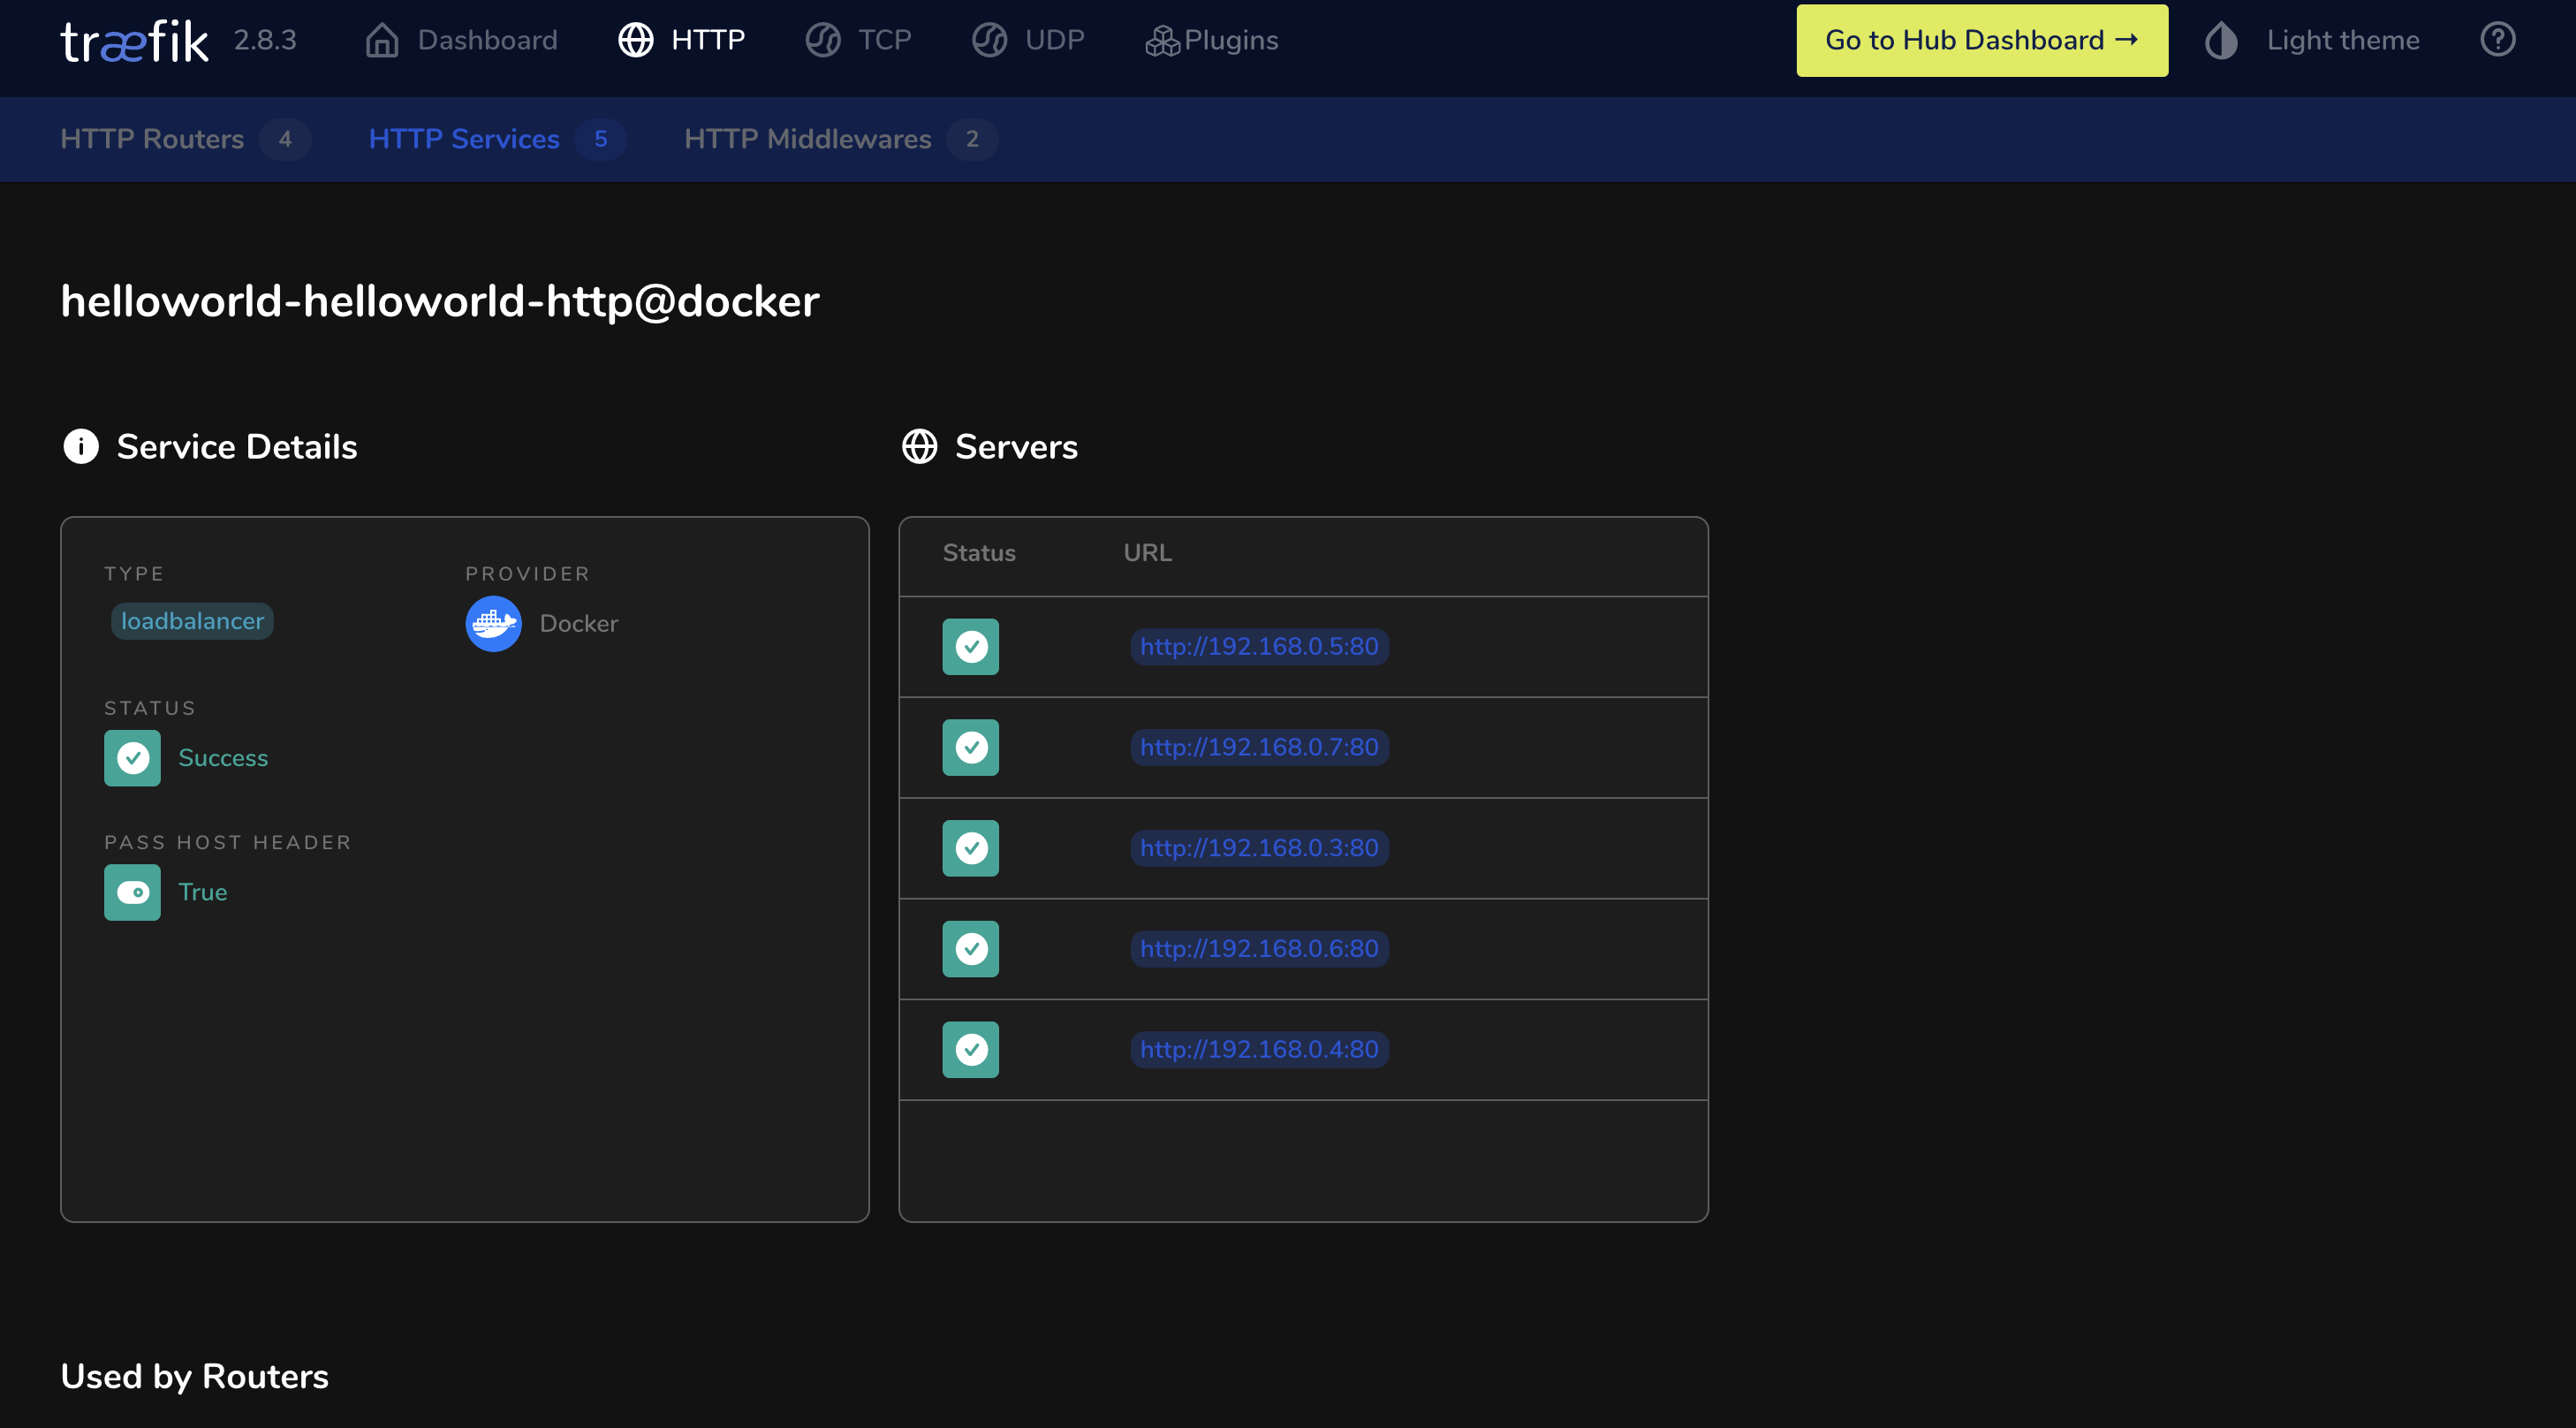 træfik 2.8.3 Dashboard HTTP TCP UDP Plugins Go to Hub Dashboard → Light theme
HTTP Routers 4 HTTP Services 5 HTTP Middlewares 2
helloworld-helloworld-http@docker
Service Details
TYPE PROVIDER
loadbalancer Docker
STATUS
Success
PASS HOST HEADER
True
Servers
Status URL
http://192.168.0.5:80
http://192.168.0.7:80
http://192.168.0.3:80
http://192.168.0.6:80
http://192.168.0.4:80
Used by Routers